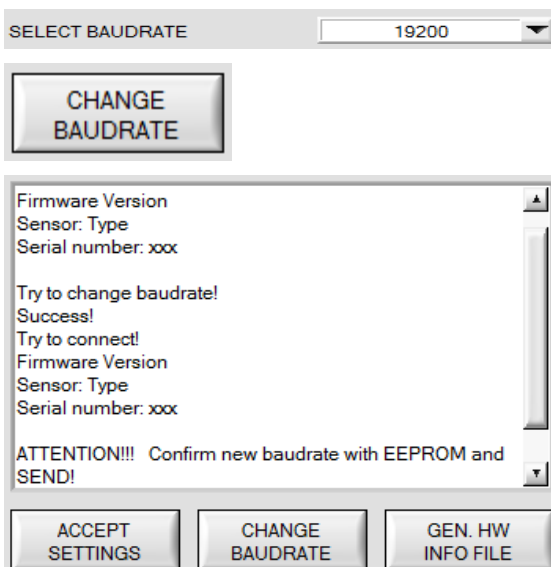 SELECT BAUDRATE 19200
CHANGE
BAUDRATE
Firmware Version
Sensor: Type
Serial number: xxx
Try to change baudrate!
Success!
Try to connect!
Firmware Version
Sensor: Type
Serial number: xxx
ATTENTION!!! Confirm new baudrate with EEPROM and
SEND!
ACCEPT CHANGE GEN. HW
SETTINGS BAUDRATE INFO FILE